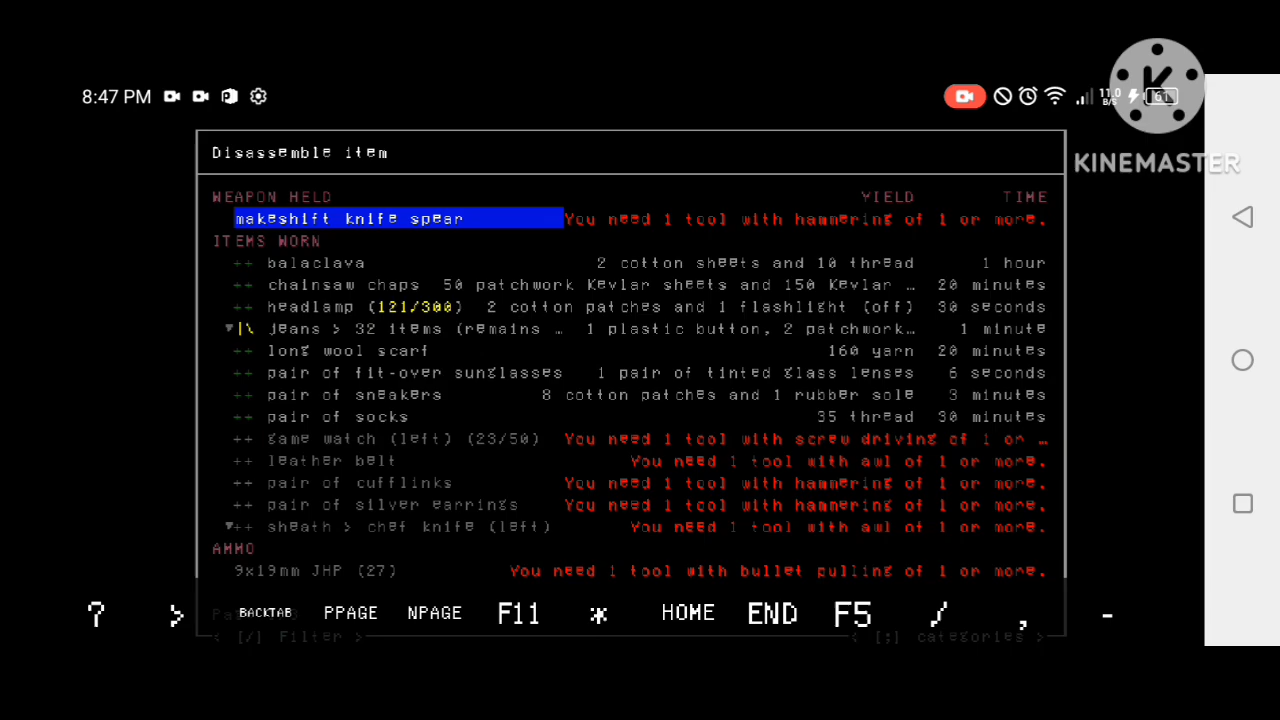 8:47 PM 11.0 B/S 61
K
KINEMASTER
Disassemble item
WEAPON HELD YIELD TIME
makeshift knife spear You need 1 tool with hammering of 1 or more.
ITEMS WORN
++ balaclava 2 cotton sheets and 10 thread 1 hour
++ chainsaw chaps 50 patchwork Kevlar sheets and 150 Kevlar … 20 minutes
++ headlamp (121/300) 2 cotton patches and 1 flashlight (off) 30 seconds
▼|\ jeans > 32 items (remains … 1 plastic button, 2 patchwork… 1 minute
++ long wool scarf 160 yarn 20 minutes
++ pair of fit-over sunglasses 1 pair of tinted glass lenses 6 seconds
++ pair of sneakers 8 cotton patches and 1 rubber sole 3 minutes
++ pair of socks 35 thread 30 minutes
++ game watch (left) (23/50) You need 1 tool with screw driving of 1 or …
++ leather belt You need 1 tool with awl of 1 or more.
++ pair of cufflinks You need 1 tool with hammering of 1 or more.
++ pair of silver earrings You need 1 tool with hammering of 1 or more.
▼++ sheath > chef knife (left) You need 1 tool with awl of 1 or more.
AMMO
9x19mm JHP (27) You need 1 tool with bullet pulling of 1 or more.
? > BACKTAB PPAGE NPAGE F11 * HOME END F5 / , -
< [/] Filter > < [;] categories >